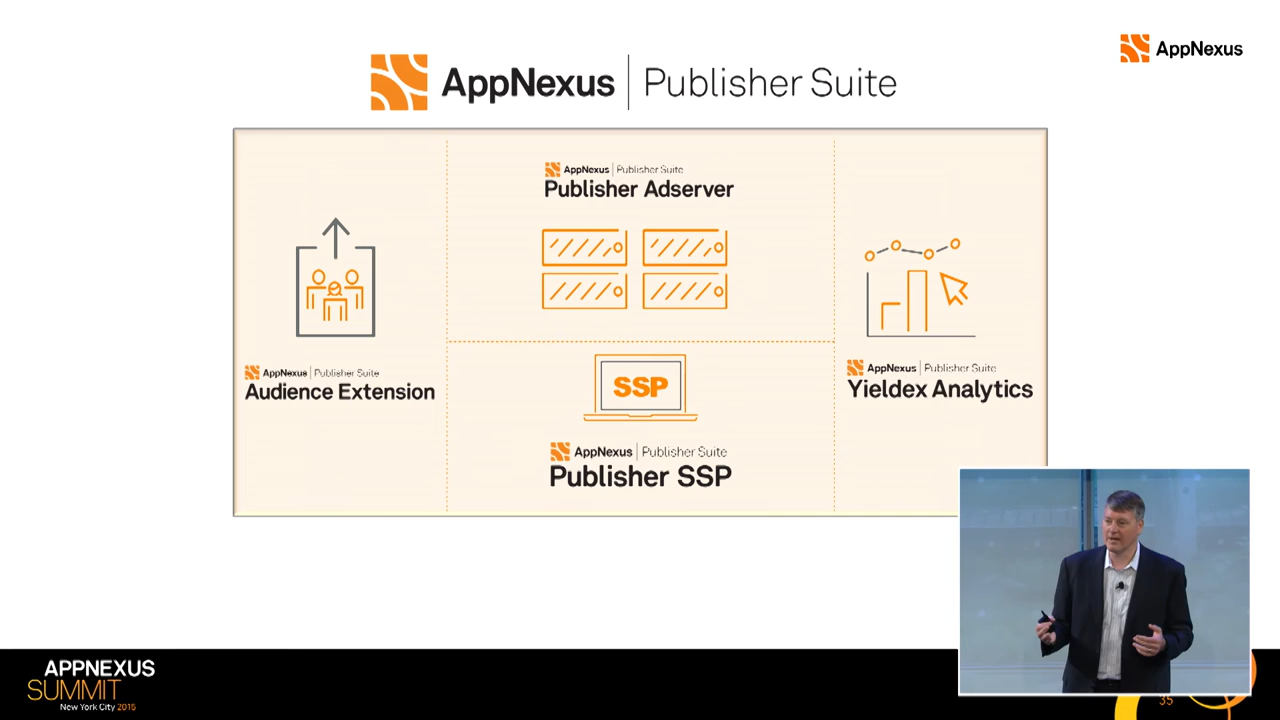 AppNexus
AppNexus | Publisher Suite
AppNexus | Publisher Suite
Publisher Adserver
AppNexus | Publisher Suite
Audience Extension
SSP
AppNexus | Publisher Suite
Publisher SSP
AppNexus | Publisher Suite
Yieldex Analytics
APPNEXUS
SUMMIT
New York City 2015
35